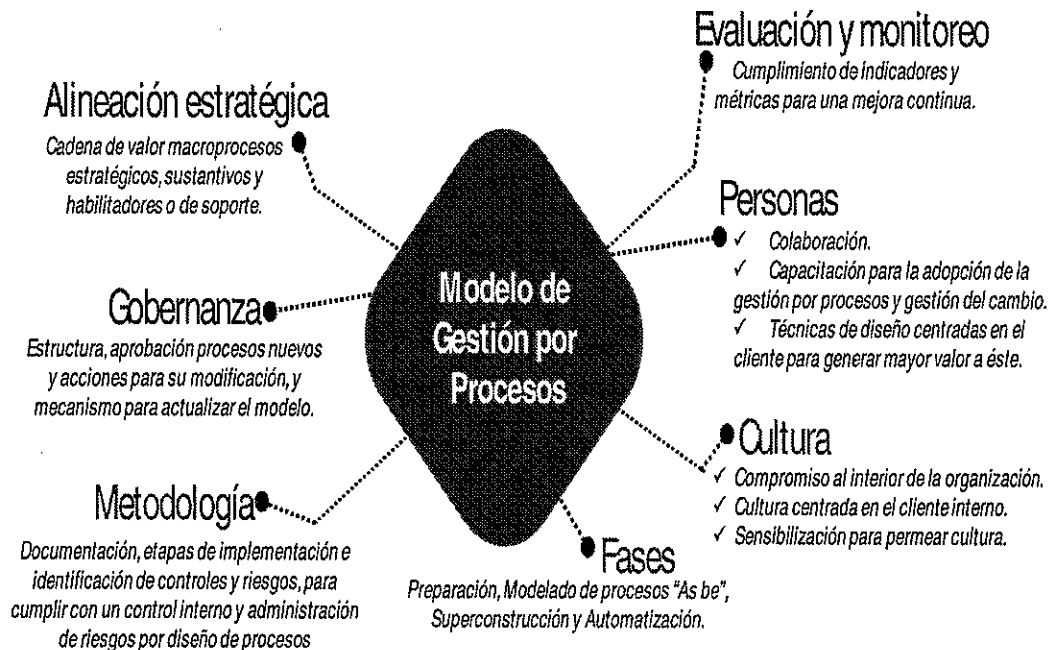 Evaluación y monitoreo
Cumplimiento de indicadores y
métricas para una mejora continua.
Alineación estratégica
Cadena de valor macroprocesos
estratégicos, sustantivos y
habilitadores o de soporte.
Personas
✓ Colaboración.
✓ Capacitación para la adopción de la
gestión por procesos y gestión del cambio.
✓ Técnicas de diseño centradas en el
cliente para generar mayor valor a éste.
Modelo de
Gestión por
Procesos
Gobernanza
Estructura, aprobación procesos nuevos
y acciones para su modificación, y
mecanismo para actualizar el modelo.
Cultura
✓ Compromiso al interior de la organización.
✓ Cultura centrada en el cliente interno.
✓ Sensibilización para permear cultura.
Metodología
Documentación, etapas de implementación e
identificación de controles y riesgos, para
cumplir con un control interno y administración
de riesgos por diseño de procesos
Fases
Preparación, Modelado de procesos "As be",
Superconstrucción y Automatización.